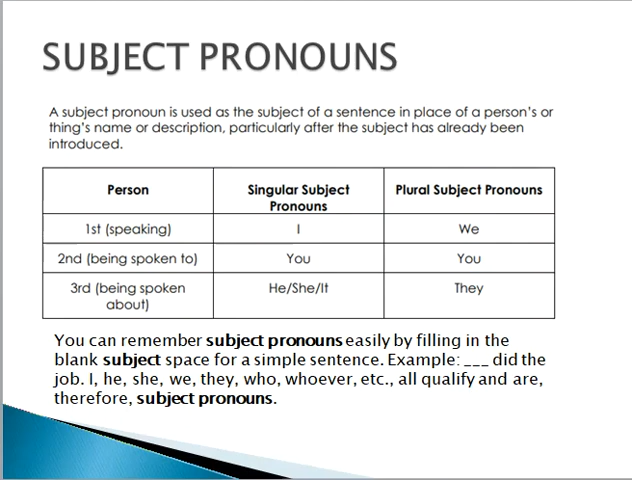 SUBJECT PRONOUNS
A subject pronoun is used as the subject of a sentence in place of a person's or
thing's name or description, particularly after the subject has already been
introduced.
Person
Singular Subject
Pronouns
Plural Subject Pronouns
1st (speaking)
I
We
2nd (being spoken to)
You
You
3rd (being spoken
about)
He/She/It
They
You can remember subject pronouns easily by filling in the
blank subject space for a simple sentence. Example: ___ did the
job. I, he, she, we, they, who, whoever, etc., all qualify and are,
therefore, subject pronouns.